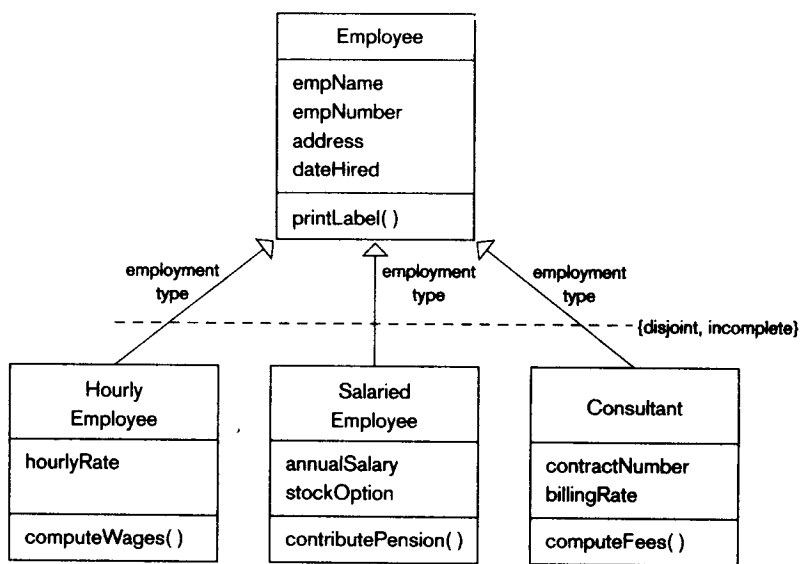 Employee
empName
empNumber
address
dateHired
printLabel( )
employment
type
employment
type
employment
type
{disjoint, incomplete}
Hourly
Employee
hourlyRate
computeWages( )
Salaried
Employee
annualSalary
stockOption
contributePension( )
Consultant
contractNumber
billingRate
computeFees( )